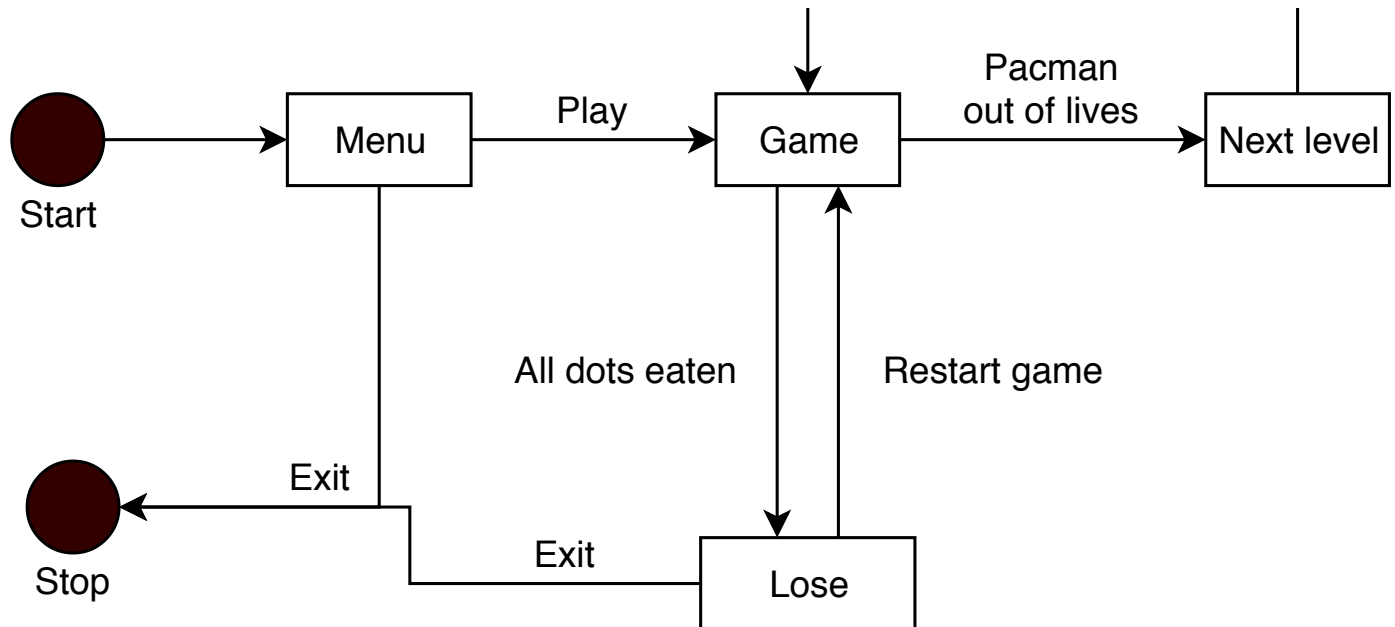 Pacman
out of lives
Play
Menu
Game
Next level
Start
All dots eaten
Restart game
Exit
Exit
Stop
Lose